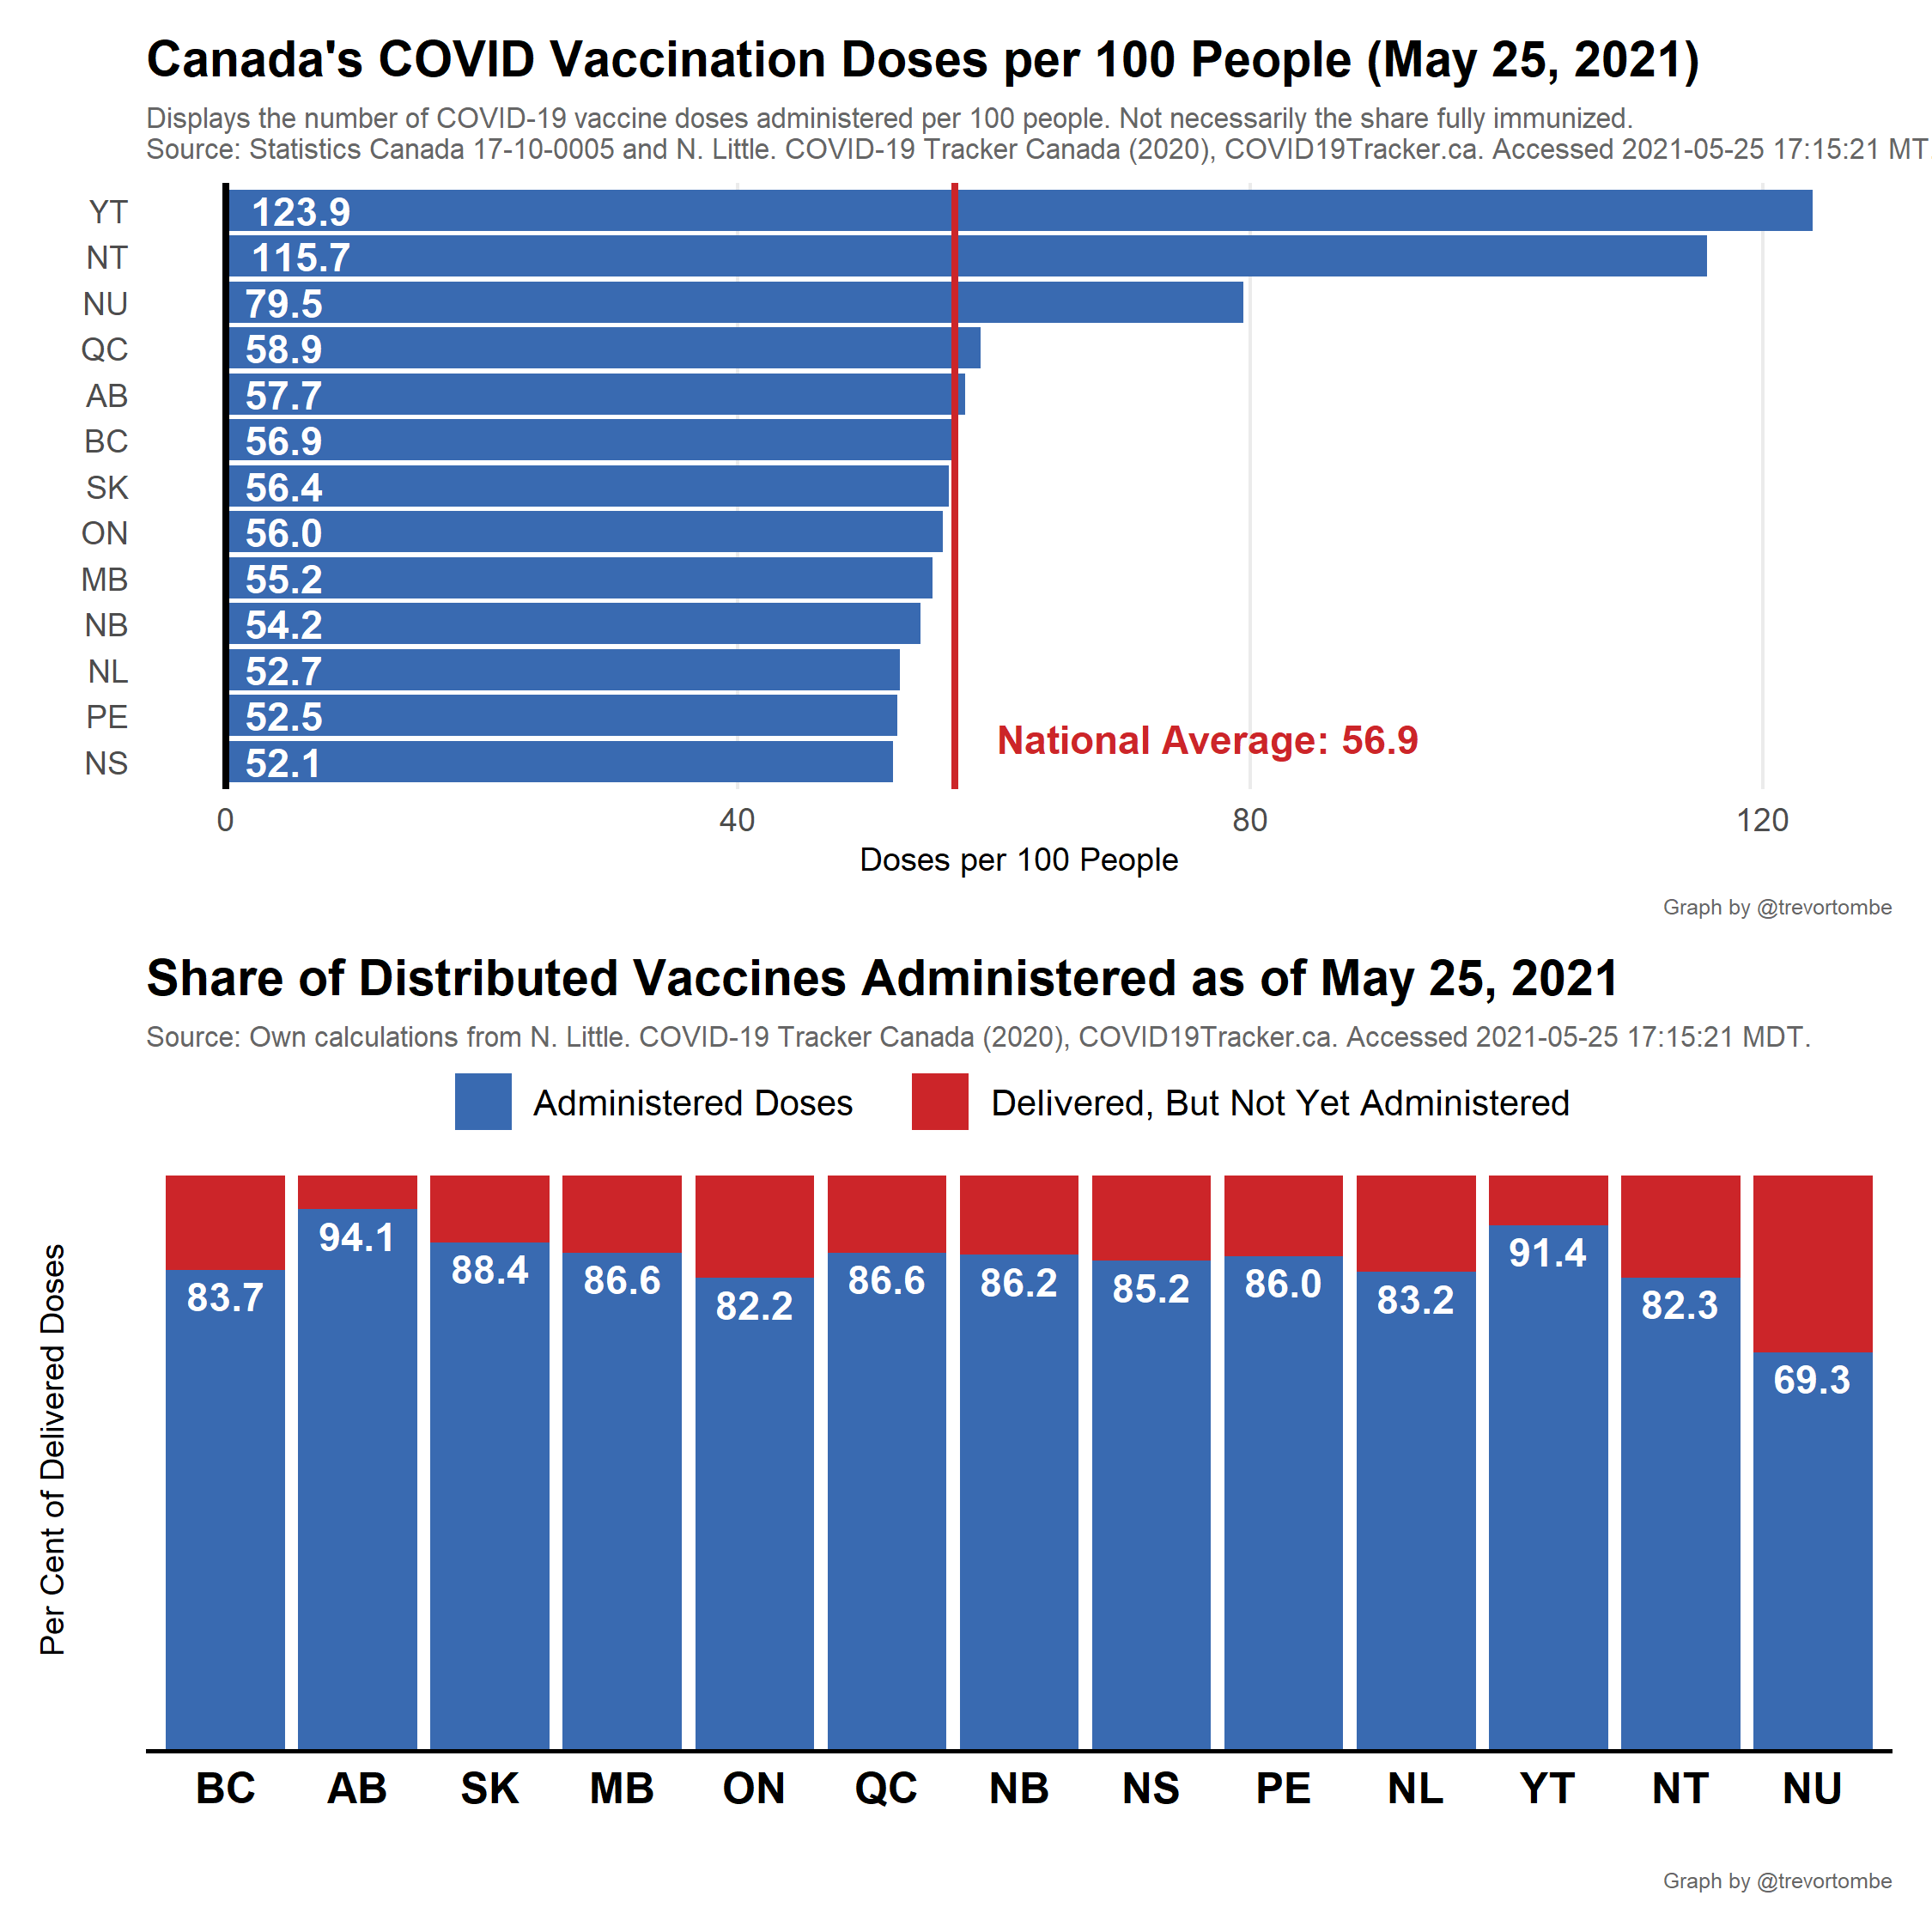 Canada's COVID Vaccination Doses per 100 People (May 25, 2021)
Displays the number of COVID-19 vaccine doses administered per 100 people. Not necessarily the share fully immunized.
Source: Statistics Canada 17-10-0005 and N. Little. COVID-19 Tracker Canada (2020), COVID19Tracker.ca. Accessed 2021-05-25 17:15:21 MT
YT 123.9
NT 115.7
NU 79.5
QC 58.9
AB 57.7
BC 56.9
SK 56.4
ON 56.0
MB 55.2
NB 54.2
NL 52.7
PE 52.5
National Average: 56.9
NS 52.1
0 40 80 120
Doses per 100 People
Graph by @trevortombe
Share of Distributed Vaccines Administered as of May 25, 2021
Source: Own calculations from N. Little. COVID-19 Tracker Canada (2020), COVID19Tracker.ca. Accessed 2021-05-25 17:15:21 MDT.
Administered Doses Delivered, But Not Yet Administered
Per Cent of Delivered Doses
83.7 94.1 88.4 86.6 82.2 86.6 86.2 85.2 86.0 83.2 91.4 82.3 69.3
BC AB SK MB ON QC NB NS PE NL YT NT NU
Graph by @trevortombe